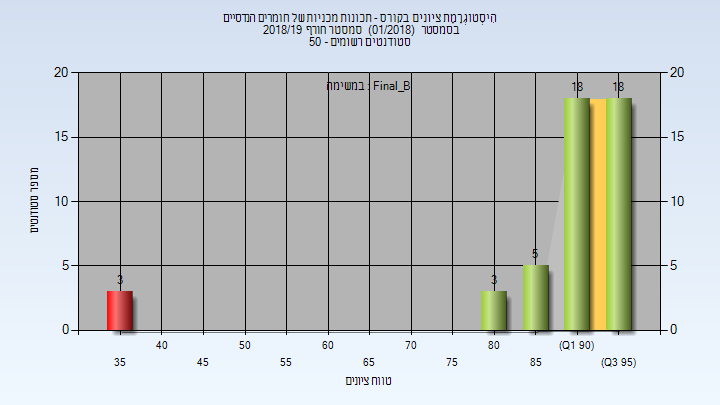 היסטוגרמת ציונים בקורס - תכונות מכניות של חומרים הנדסיים
בסמסטר (01/2018) סמסטר חורף 2018/19
סטודנטים רשומים - 50
במשימה : Final_B
מספר סטודנטים
20 20
15 15
10 10
5 5
0 0
3 3 5 18 18
40 50 60 70 80 (Q1 90)
35 45 55 65 75 85 (Q3 95)
טווח ציונים